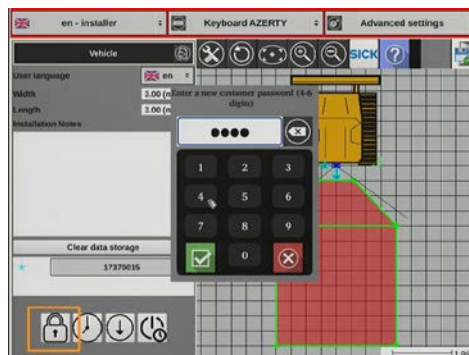 en - installer
Keyboard AZERTY
Advanced settings
Vehicle
SICK
?
User language
en
Width
3.00 (m
Length
3.00 (m
Installation Notes
Enter a new customer password (4-6
digits)
1 2 3
4 5 6
7 8 9
0
Clear data storage
17370015